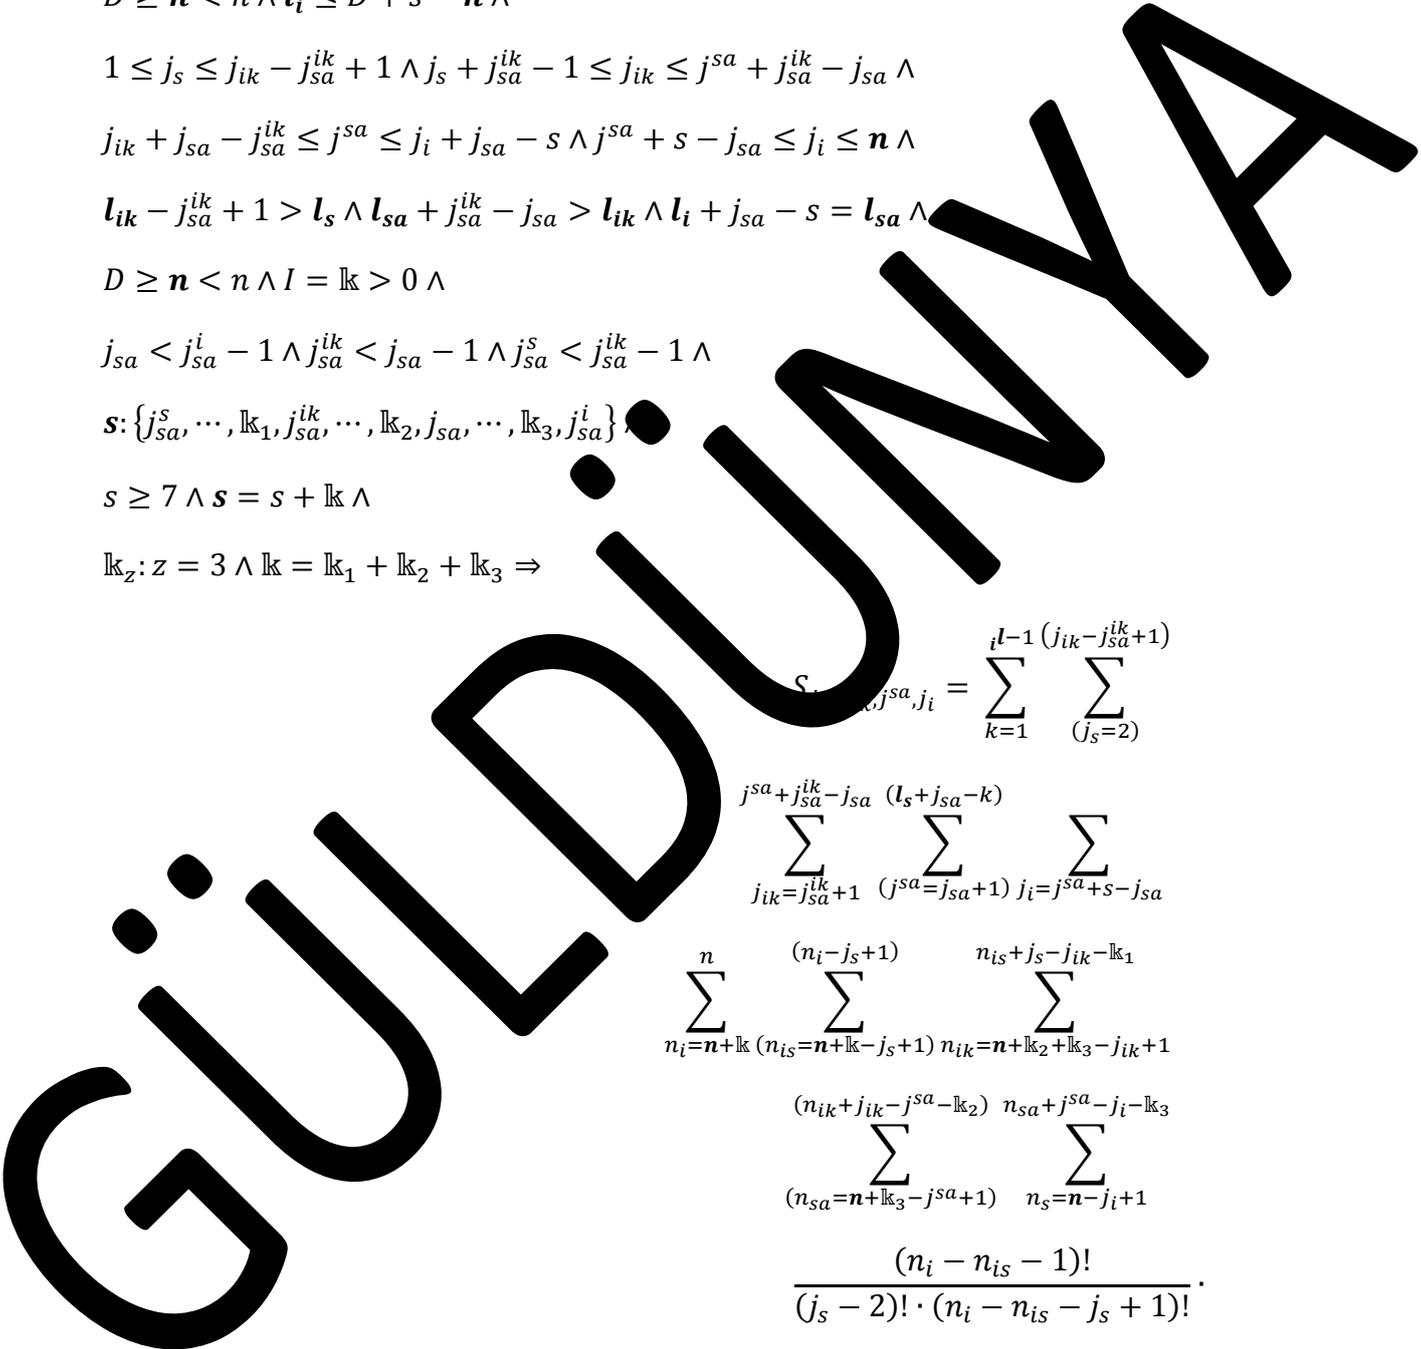 D ≥ n < n ∧ l_i ≤ D + s − n ∧
1 ≤ j_s ≤ j_{ik} − j_{sa}^{ik} + 1 ∧ j_s + j_{sa}^{ik} − 1 ≤ j_{ik} ≤ j^{sa} + j_{sa}^{ik} − j_{sa} ∧
j_{ik} + j_{sa} − j_{sa}^{ik} ≤ j^{sa} ≤ j_i + j_{sa} − s ∧ j^{sa} + s − j_{sa} ≤ j_i ≤ n ∧
l_{ik} − j_{sa}^{ik} + 1 > l_s ∧ l_{sa} + j_{sa}^{ik} − j_{sa} > l_{ik} ∧ l_i + j_{sa} − s = l_{sa} ∧
D ≥ n < n ∧ I = 𝕜 > 0 ∧
j_{sa} < j_{sa}^{i} − 1 ∧ j_{sa}^{ik} < j_{sa} − 1 ∧ j_{sa}^{s} < j_{sa}^{ik} − 1 ∧
s: {j_{sa}^{s}, ⋯, 𝕜_1, j_{sa}^{ik}, ⋯, 𝕜_2, j_{sa}, ⋯, 𝕜_3, j_{sa}^{i}} ∧
s ≥ 7 ∧ s = s + 𝕜 ∧
𝕜_z: z = 3 ∧ 𝕜 = 𝕜_1 + 𝕜_2 + 𝕜_3 ⇒
GÜLDÜNYA
S ,j^{sa},j_i = ∑_{k=1}^{_il−1} ∑_{(j_s=2)}^{(j_{ik}−j_{sa}^{ik}+1)}
∑_{j_{ik}=j_{sa}^{ik}+1}^{j^{sa}+j_{sa}^{ik}−j_{sa}} ∑_{(j^{sa}=j_{sa}+1)}^{(l_s+j_{sa}−k)} ∑_{j_i=j^{sa}+s−j_{sa}}
∑_{n_i=n+𝕜}^{n} ∑_{(n_{is}=n+𝕜−j_s+1)}^{(n_i−j_s+1)} ∑_{n_{ik}=n+𝕜_2+𝕜_3−j_{ik}+1}^{n_{is}+j_s−j_{ik}−𝕜_1}
∑_{(n_{sa}=n+𝕜_3−j^{sa}+1)}^{(n_{ik}+j_{ik}−j^{sa}−𝕜_2)} ∑_{n_s=n−j_i+1}^{n_{sa}+j^{sa}−j_i−𝕜_3}
(n_i − n_{is} − 1)!
(j_s − 2)! · (n_i − n_{is} − j_s + 1)! ·